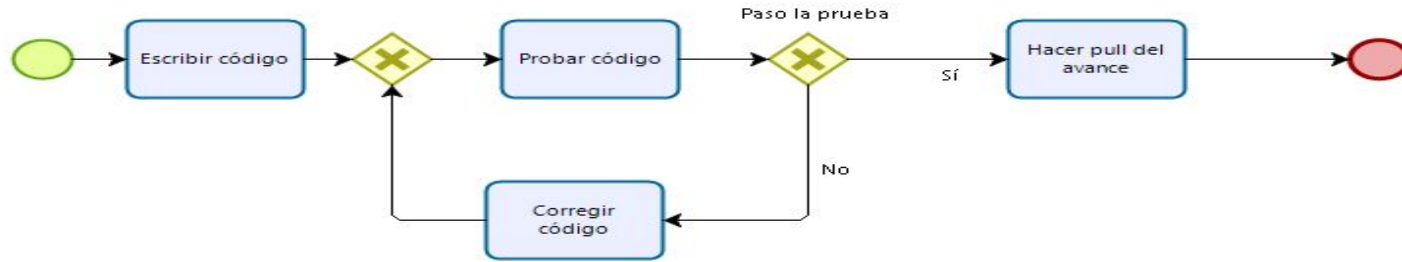 Paso la prueba
Escribir código
Probar código
Hacer pull del
avance
Sí
No
Corregir
código